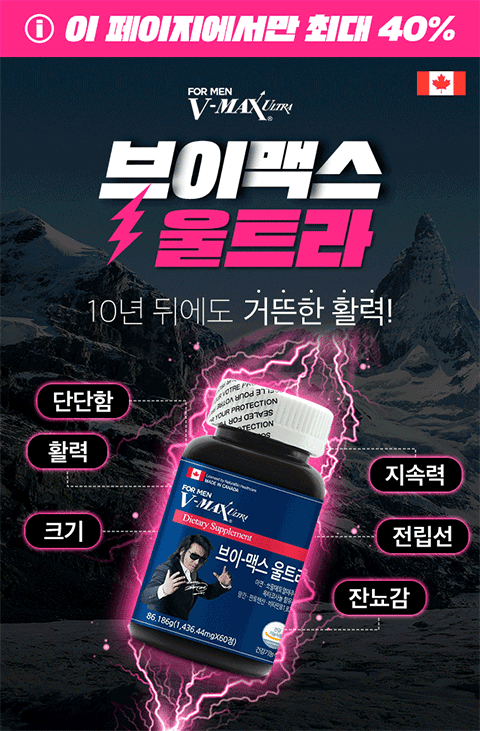 ⓘ 이 페이지에서만 최대 40%
FOR MEN
V-MAX ULTRA®
브이맥스
울트라
10년 뒤에도 거뜬한 활력!
단단함
활력
크기
지속력
전립선
잔뇨감
YOUR PROTECTION
SEALED FOR
MADE IN CANADA
FOR MEN
V-MAX ULTRA®
Dietary Supplement
브이-맥스 울트라
86.186g(1,436.44mgX60정)